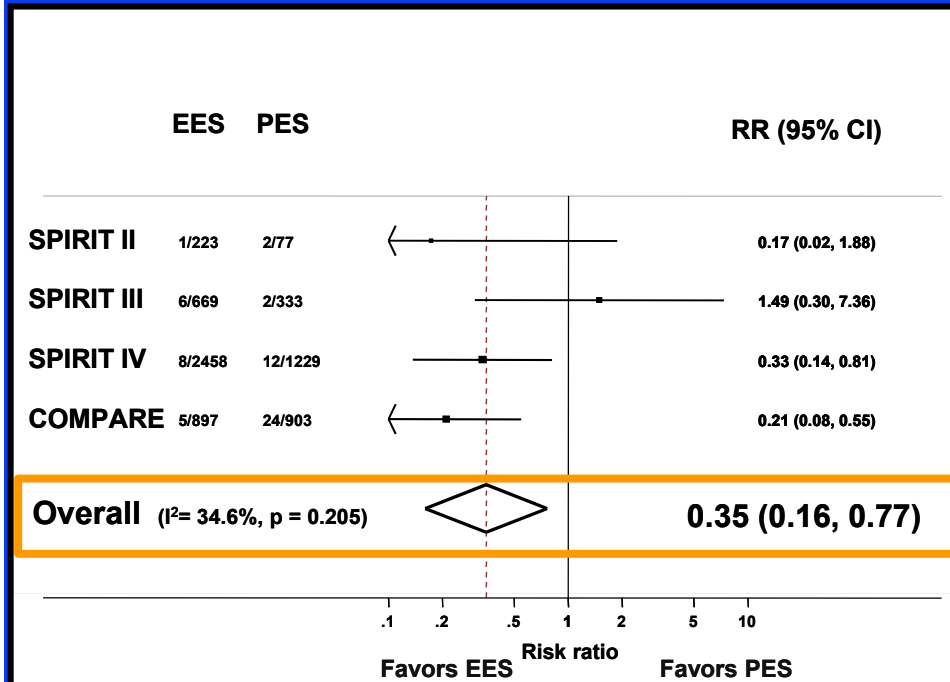 EES PES RR (95% CI)
SPIRIT II 1/223 2/77 0.17 (0.02, 1.88)
SPIRIT III 6/669 2/333 1.49 (0.30, 7.36)
SPIRIT IV 8/2458 12/1229 0.33 (0.14, 0.81)
COMPARE 5/897 24/903 0.21 (0.08, 0.55)
Overall (I²= 34.6%, p = 0.205) 0.35 (0.16, 0.77)
.1 .2 .5 1 2 5 10
Risk ratio
Favors EES Favors PES